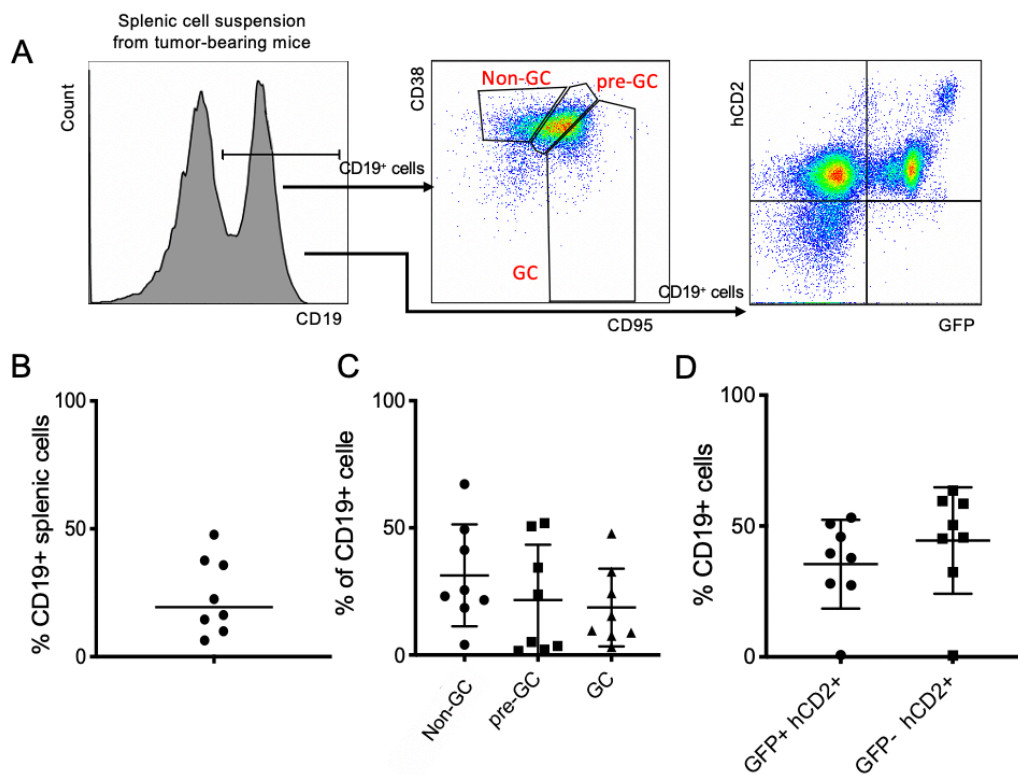 Splenic cell suspension
from tumor-bearing mice
A
Count
CD19
CD19⁺ cells
CD38
Non-GC
pre-GC
GC
CD95
CD19⁺ cells
hCD2
GFP
B
% CD19+ splenic cells
100
50
0
C
% of CD19+ celle
100
50
0
Non-GC
pre-GC
GC
D
% CD19+ cells
100
50
0
GFP+ hCD2+
GFP- hCD2+